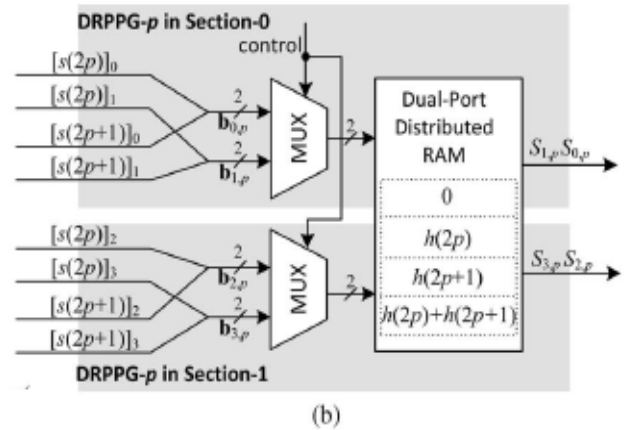 DRPPG-p in Section-0
control
[s(2p)]₀
[s(2p)]₁
[s(2p+1)]₀
[s(2p+1)]₁
2
b₀,ₚ
2
b₁,ₚ
MUX
2
Dual-Port
Distributed
RAM
0
h(2p)
h(2p+1)
h(2p)+h(2p+1)
S₁,ₚ S₀,ₚ
S₃,ₚ S₂,ₚ
[s(2p)]₂
[s(2p)]₃
[s(2p+1)]₂
[s(2p+1)]₃
2
b₂,ₚ
2
b₃,ₚ
MUX
2
DRPPG-p in Section-1
(b)